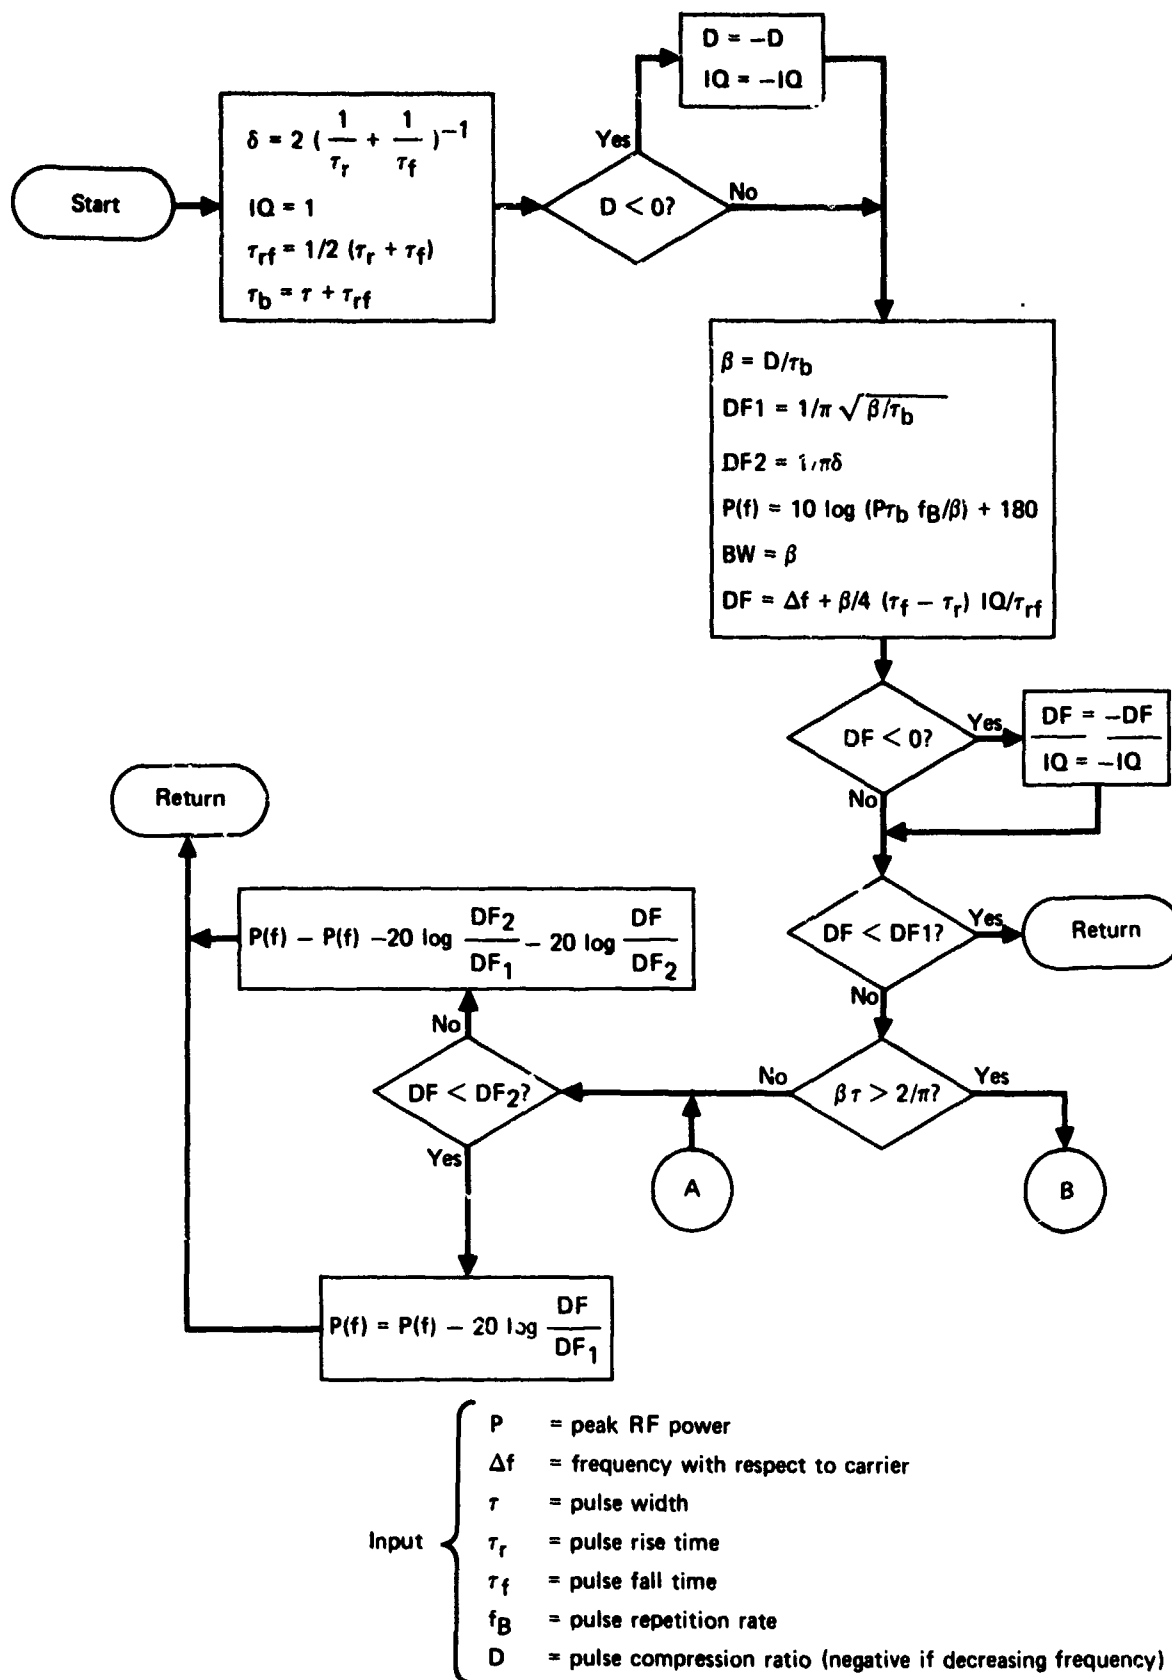 D = −D
IQ = −IQ
δ = 2 ( 1/τr + 1/τf )−1
IQ = 1
τrf = 1/2 (τr + τf)
τb = τ + τrf
Start
Yes
D < 0?
No
β = D/τb
DF1 = 1/π √β/τb
DF2 = 1/πδ
P(f) = 10 log (Pτb fB/β) + 180
BW = β
DF = Δf + β/4 (τf − τr) IQ/τrf
DF < 0?
Yes
DF = −DF
IQ = −IQ
No
Return
DF < DF1?
Yes
Return
No
P(f) − P(f) −20 log DF2/DF1 − 20 log DF/DF2
No
DF < DF2?
Yes
No
βτ > 2/π?
Yes
A
B
P(f) = P(f) − 20 log DF/DF1
Input
P = peak RF power
Δf = frequency with respect to carrier
τ = pulse width
τr = pulse rise time
τf = pulse fall time
fB = pulse repetition rate
D = pulse compression ratio (negative if decreasing frequency)